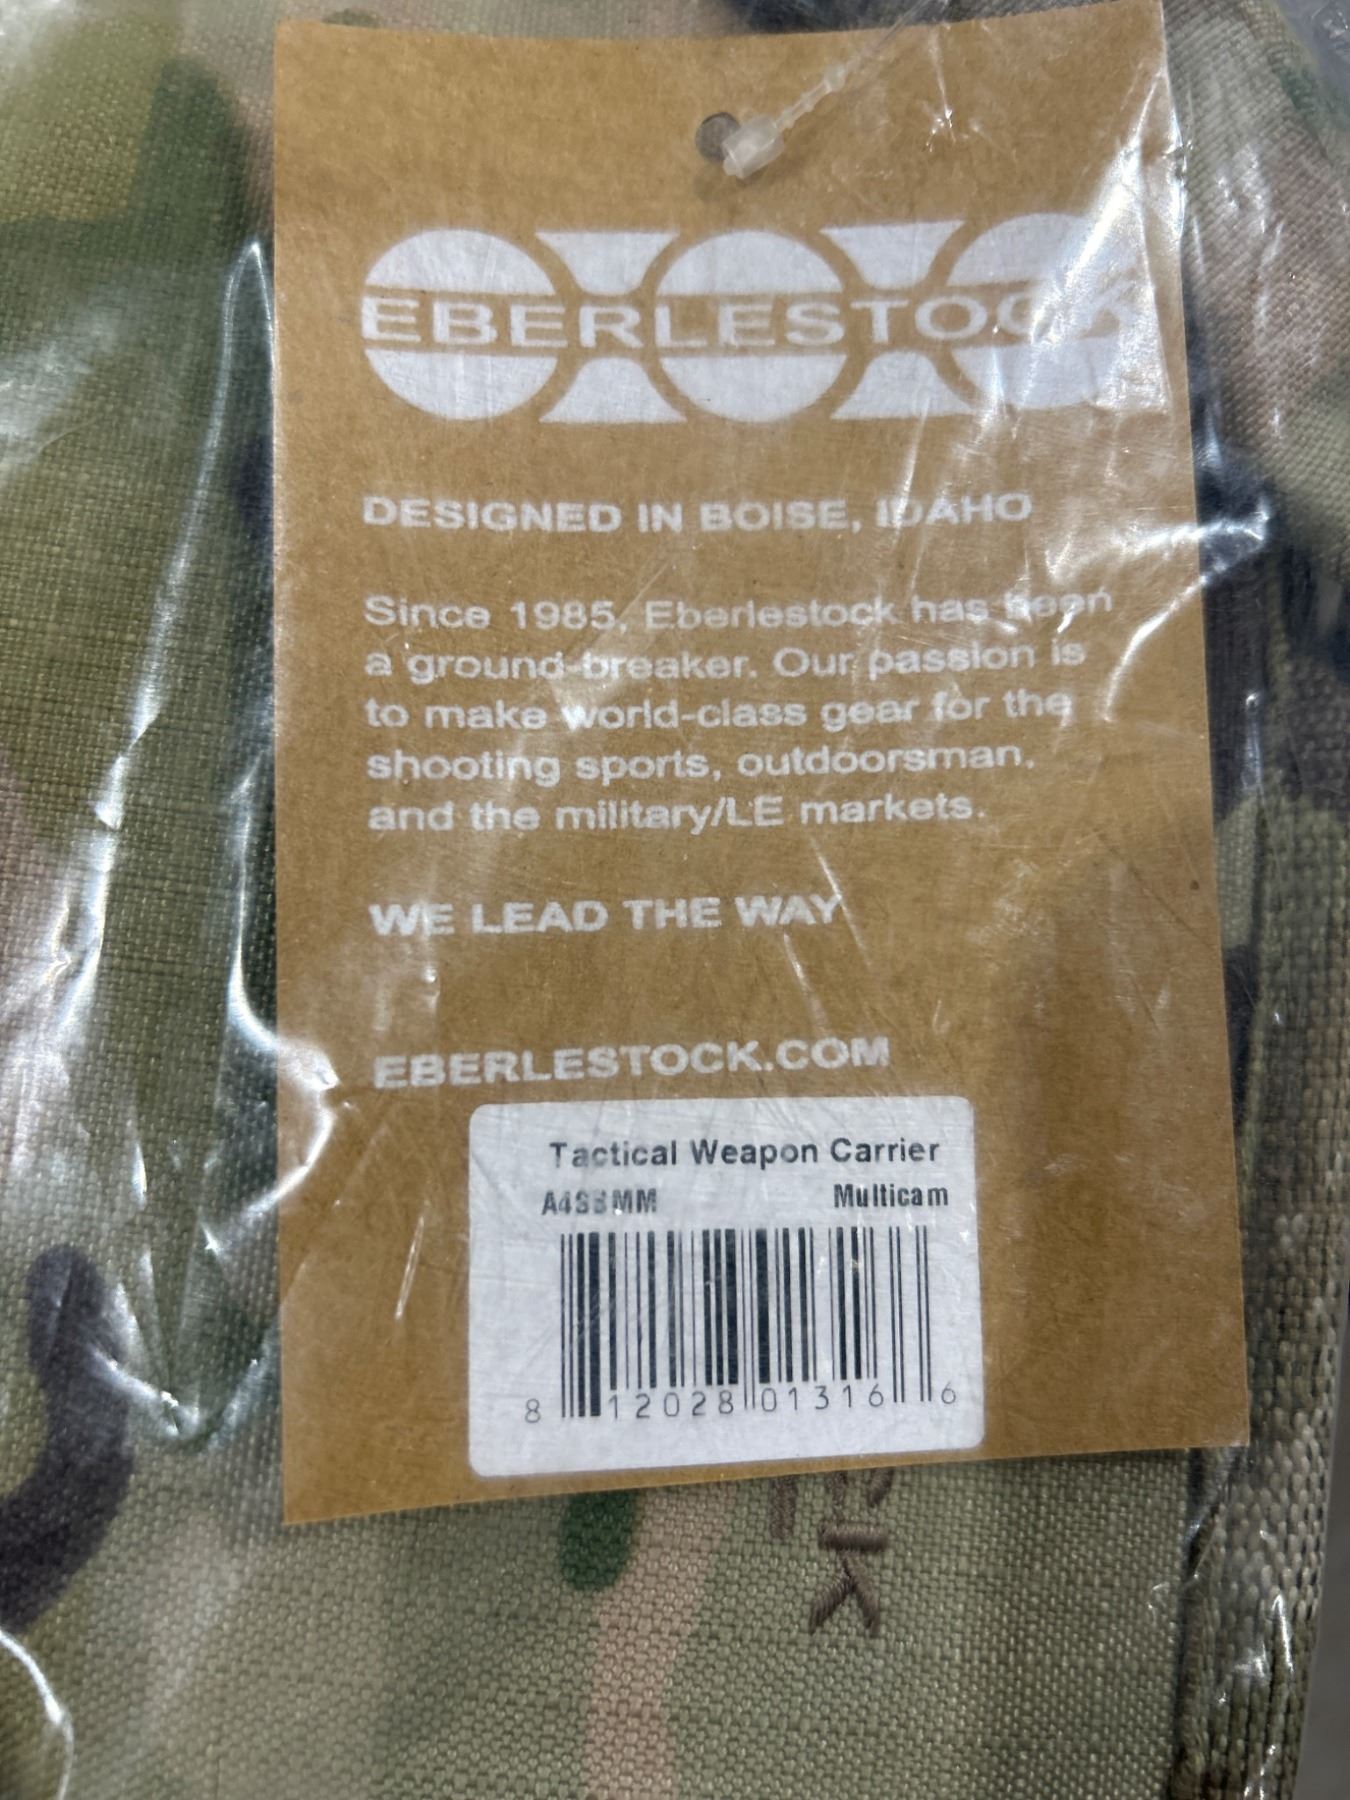 EBERLESTOCK
DESIGNED IN BOISE, IDAHO
Since 1985, Eberlestock has been
a ground-breaker. Our passion is
to make world-class gear for the
shooting sports, outdoorsman,
and the military/LE markets.
WE LEAD THE WAY
EBERLESTOCK.COM
Tactical Weapon Carrier
Multicam
8 12028 01316 6